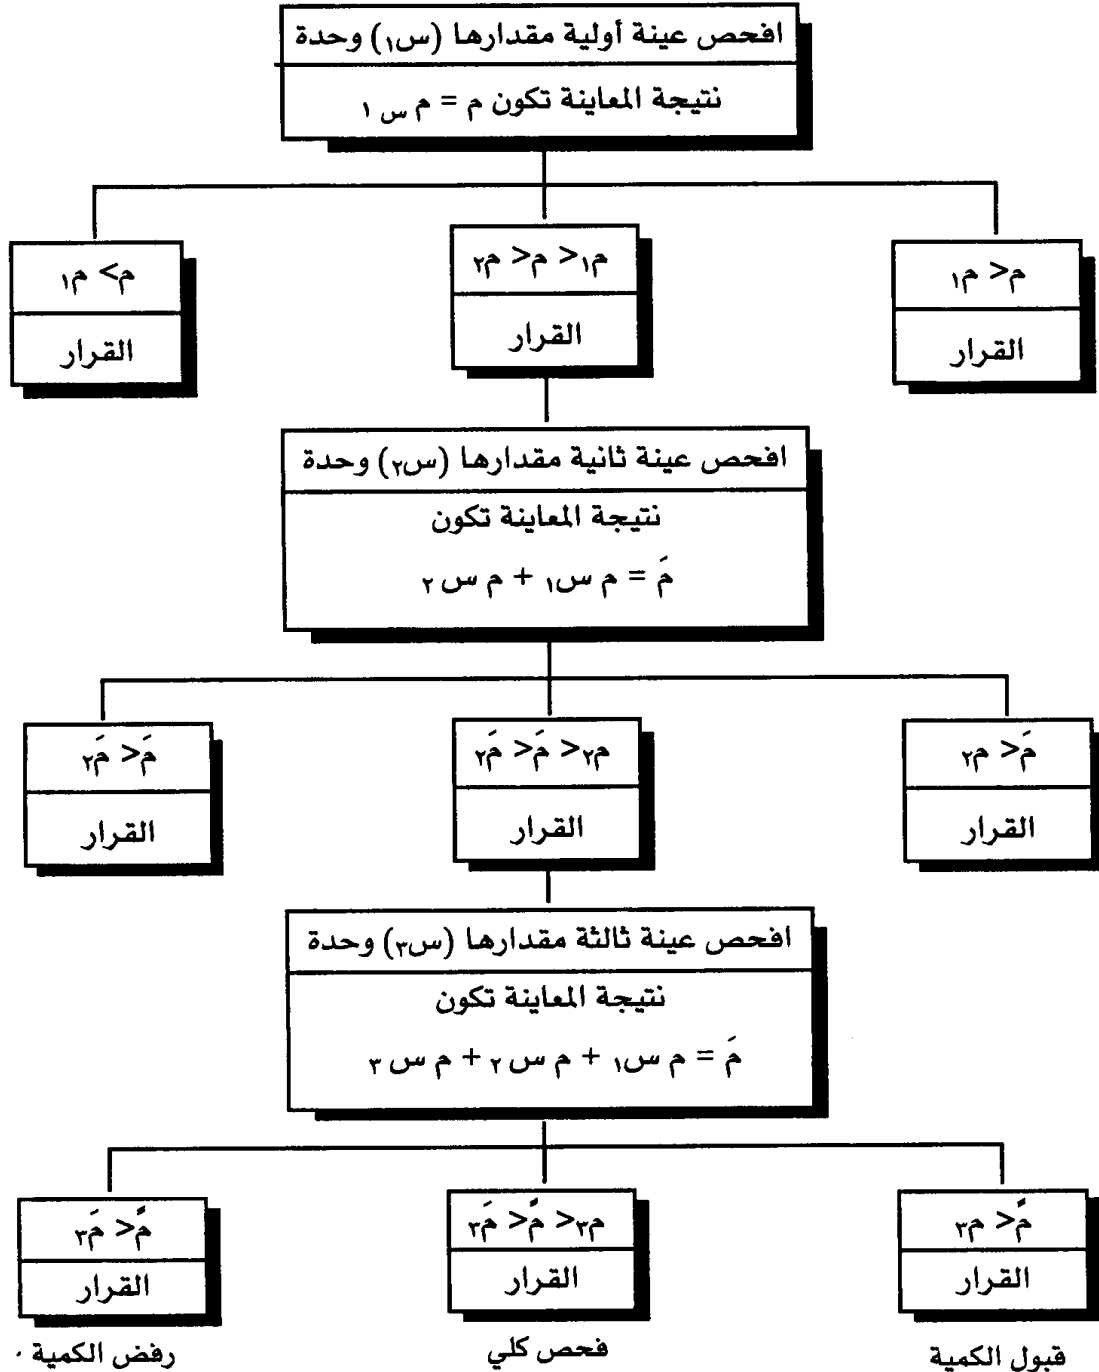 افحص عينة أولية مقدارها (س١) وحدة
نتيجة المعاينة تكون م = م س ١
م< م١
القرار
م١< م< م٢
القرار
م> م١
القرار
افحص عينة ثانية مقدارها (س٢) وحدة
نتيجة المعاينة تكون
مَ = م س١ + م س ٢
مَ< م٢
القرار
م٢< مَ< مَ٢
القرار
مَ< مَ٢
القرار
افحص عينة ثالثة مقدارها (س٣) وحدة
نتيجة المعاينة تكون
مَ = م س١ + م س ٢ + م س ٣
مً< م٣
القرار
م٣< مً< مَ٣
القرار
مً< مَ٣
القرار
قبول الكمية
فحص كلي
رفض الكمية .